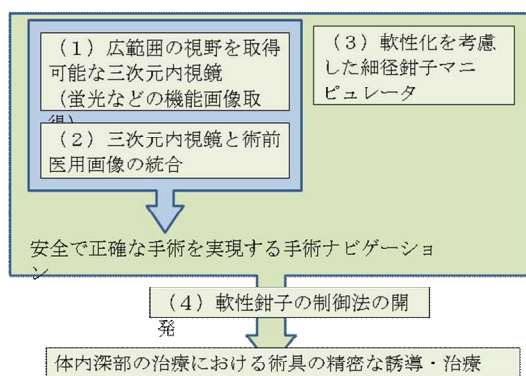 （1）広範囲の視野を取得
可能な三次元内視鏡
（蛍光などの機能画像取
得）
（2）三次元内視鏡と術前
医用画像の統合
（3）軟性化を考慮
した細径鉗子マニ
ピュレータ
安全で正確な手術を実現する手術ナビゲーショ
ン
（4）軟性鉗子の制御法の開
発
体内深部の治療における術具の精密な誘導・治療